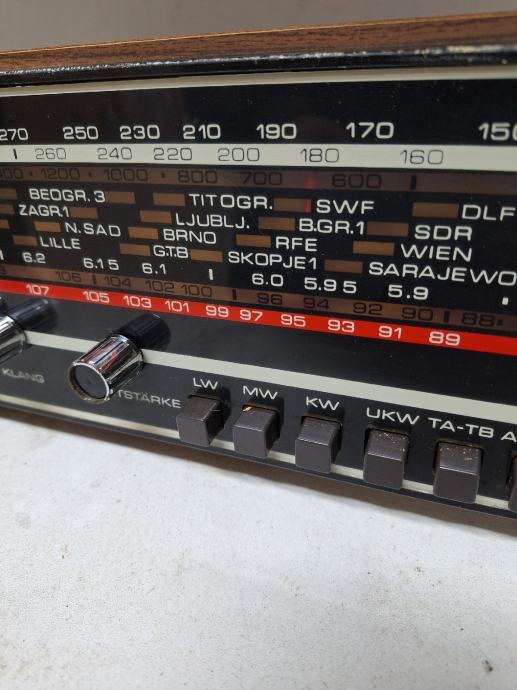 270 250 230 210 190 170 150
260 240 220 200 180 160
1200 1000 800 700 600
BEOGR. 3 TITOGR. SWF DLF
ZAGR.1 LJUBLJ. B.GR.1 SDR
N.SAD BRNO RFE WIEN
LILLE G.T.B SKOPJE1 SARAJEWO
6.2 6.15 6.1 6.0 5.95 5.9
106 104 102 100 96 94 92 90 88
107 105 103 101 99 97 95 93 91 89
KLANG TSTÄRKE LW MW KW UKW TA-TB A